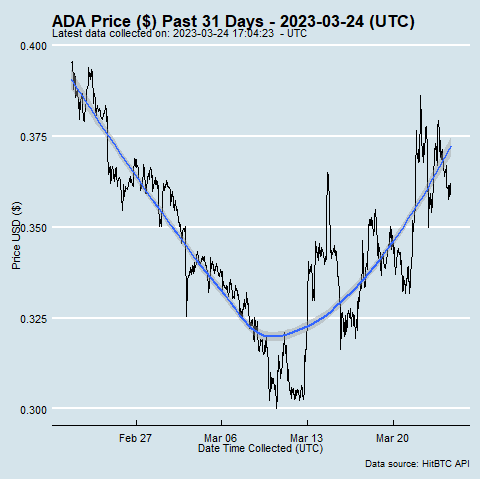 ADA Price ($) Past 31 Days - 2023-03-24 (UTC)
Latest data collected on: 2023-03-24 17:04:23 - UTC
0.400
0.375
0.350
0.325
0.300
Price USD ($)
Feb 27
Mar 06
Mar 13
Mar 20
Date Time Collected (UTC)
Data source: HitBTC API